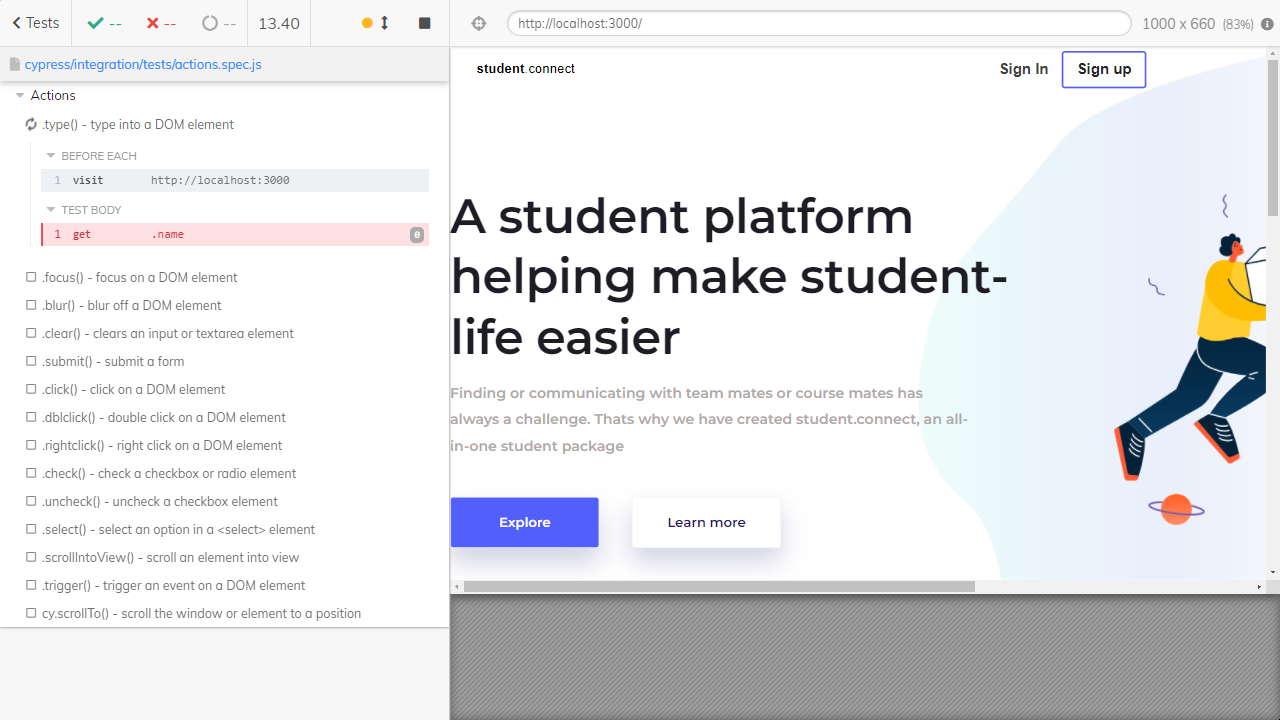 Tests
--
--
--
13.40
http://localhost:3000/
1000 x 660 (83%)
cypress/integration/tests/actions.spec.js
Actions
.type() - type into a DOM element
BEFORE EACH
1 visit http://localhost:3000
TEST BODY
1 get .name 0
.focus() - focus on a DOM element
.blur() - blur off a DOM element
.clear() - clears an input or textarea element
.submit() - submit a form
.click() - click on a DOM element
.dblclick() - double click on a DOM element
.rightclick() - right click on a DOM element
.check() - check a checkbox or radio element
.uncheck() - uncheck a checkbox element
.select() - select an option in a <select> element
.scrollIntoView() - scroll an element into view
.trigger() - trigger an event on a DOM element
cy.scrollTo() - scroll the window or element to a position
student.connect
Sign In
Sign up
A student platform
helping make student-
life easier
Finding or communicating with team mates or course mates has
always a challenge. Thats why we have created student.connect, an all-
in-one student package
Explore
Learn more